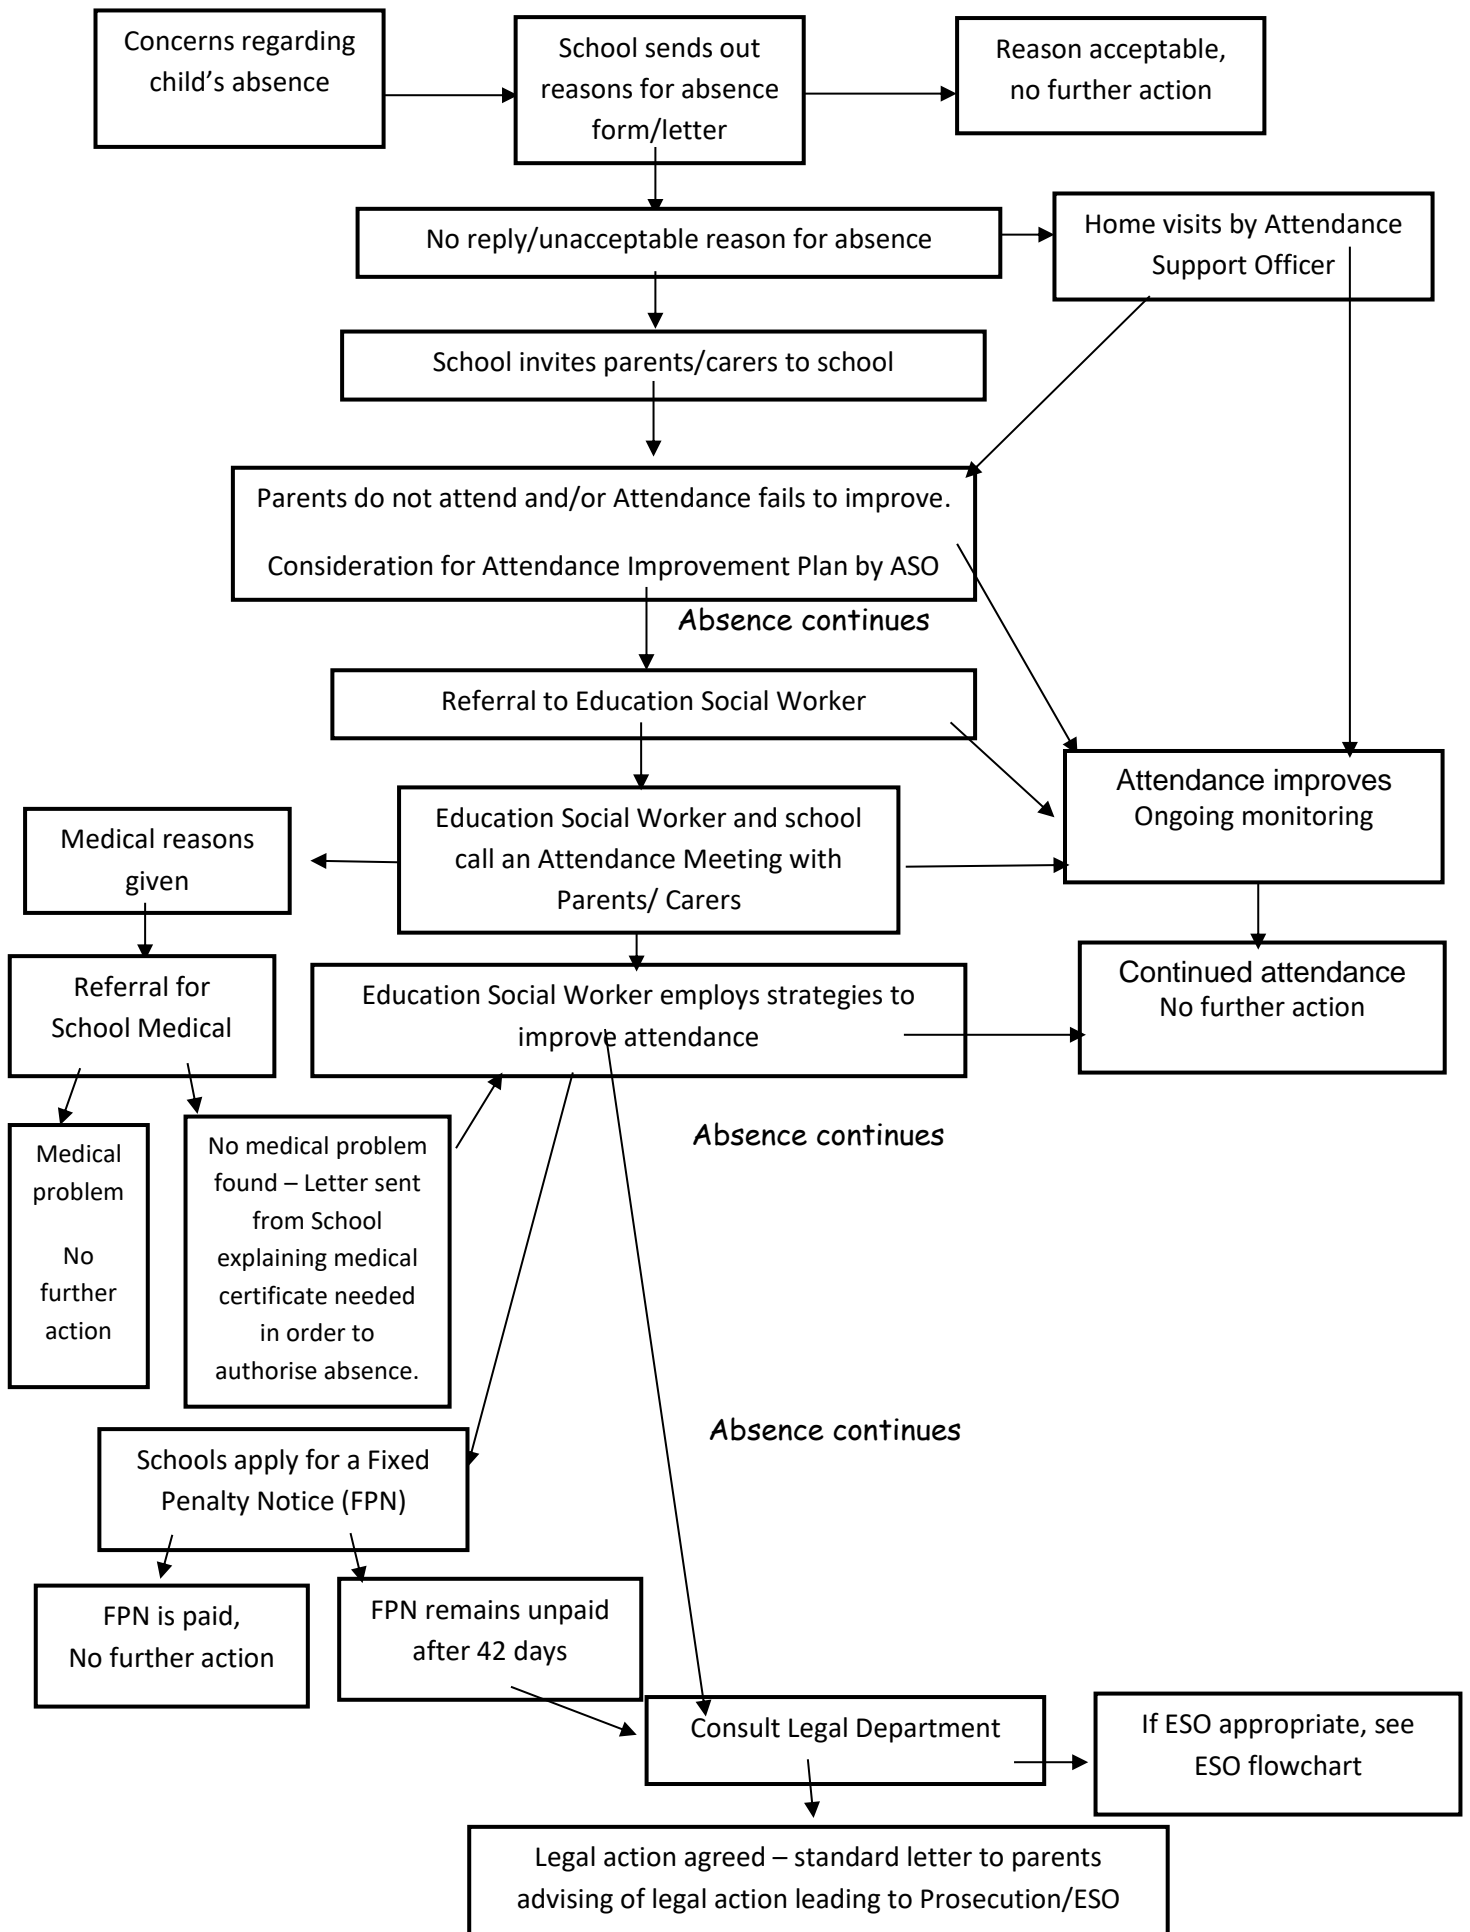 Concerns regarding
child's absence
School sends out
reasons for absence
form/letter
Reason acceptable,
no further action
No reply/unacceptable reason for absence
Home visits by Attendance
Support Officer
School invites parents/carers to school
Parents do not attend and/or Attendance fails to improve.
Consideration for Attendance Improvement Plan by ASO
Absence continues
Referral to Education Social Worker
Attendance improves
Ongoing monitoring
Education Social Worker and school
call an Attendance Meeting with
Parents/ Carers
Medical reasons
given
Referral for
School Medical
Education Social Worker employs strategies to
improve attendance
Continued attendance
No further action
Medical
problem
No
further
action
No medical problem
found – Letter sent
from School
explaining medical
certificate needed
in order to
authorise absence.
Absence continues
Absence continues
Schools apply for a Fixed
Penalty Notice (FPN)
FPN is paid,
No further action
FPN remains unpaid
after 42 days
Consult Legal Department
If ESO appropriate, see
ESO flowchart
Legal action agreed – standard letter to parents
advising of legal action leading to Prosecution/ESO